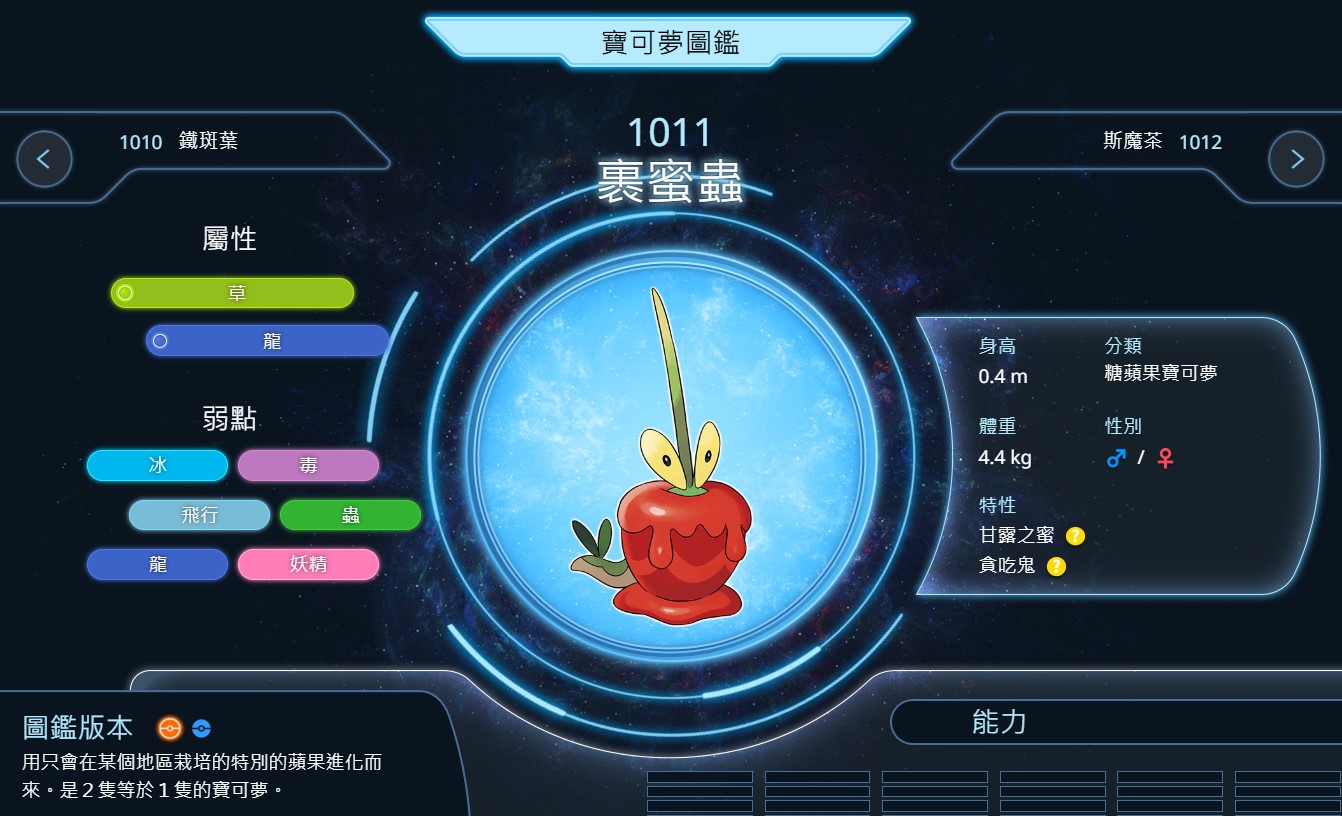 寶可夢圖鑑
1010 鐵斑葉
斯魔茶 1012
1011
裹蜜蟲
屬性
草
龍
弱點
冰 毒
飛行 蟲
龍 妖精
身高 分類
0.4 m 糖蘋果寶可夢
體重 性別
4.4 kg ♂ / ♀
特性
甘露之蜜 ?
貪吃鬼 ?
圖鑑版本
用只會在某個地區栽培的特別的蘋果進化而
來。是２隻等於１隻的寶可夢。
能力